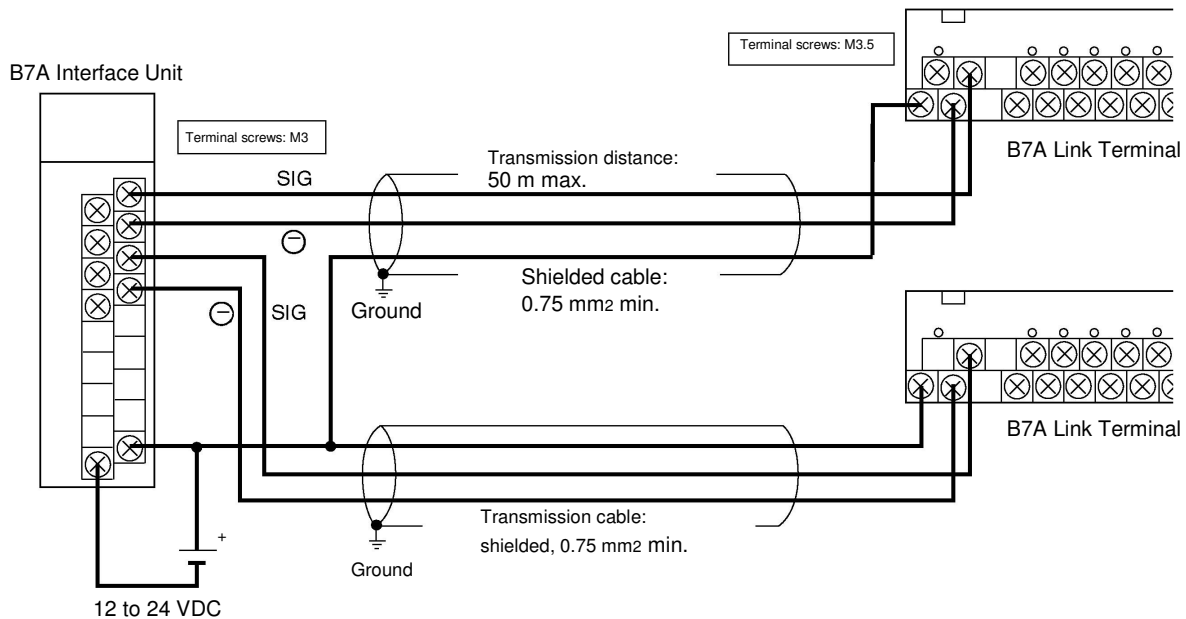 Terminal screws: M3.5
B7A Interface Unit
Terminal screws: M3
B7A Link Terminal
Transmission distance:
50 m max.
SIG
−
Shielded cable:
0.75 mm2 min.
Ground
−
SIG
B7A Link Terminal
Transmission cable:
shielded, 0.75 mm2 min.
+
Ground
12 to 24 VDC